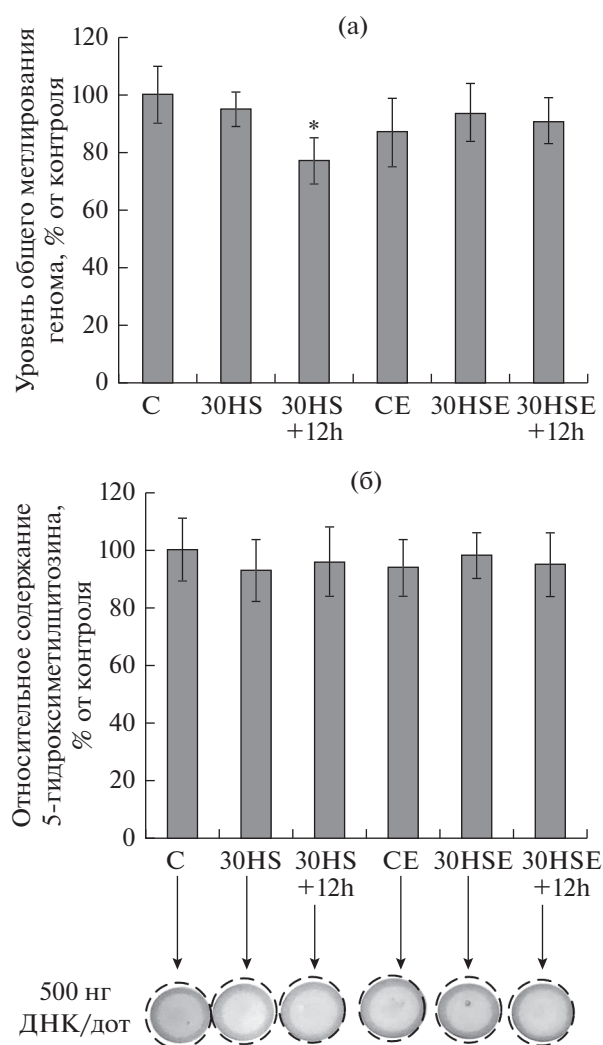 (а)
Уровень общего метлирования
генома, % от контроля
120
100
80
60
40
20
0
*
C
30HS
30HS
+12h
CE
30HSE
30HSE
+12h
(б)
Относительное содержание
5-гидроксиметилцитозина,
% от контроля
120
100
80
60
40
20
0
C
30HS
30HS
+12h
CE
30HSE
30HSE
+12h
500 нг
ДНК/дот